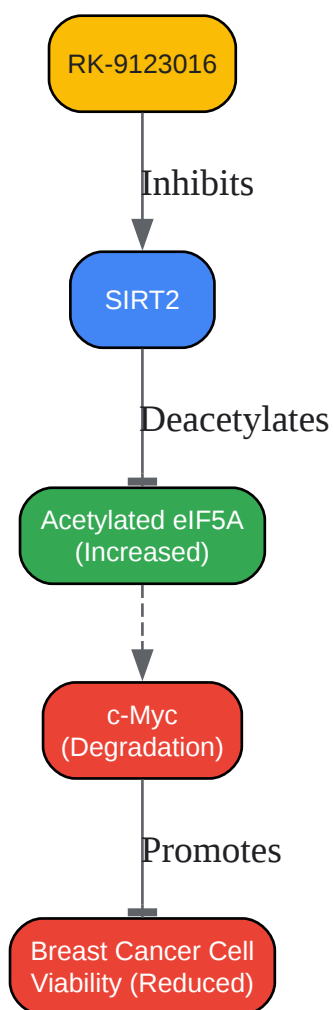 RK-9123016
Inhibits
SIRT2
Deacetylates
Acetylated eIF5A
(Increased)
c-Myc
(Degradation)
Promotes
Breast Cancer Cell
Viability (Reduced)